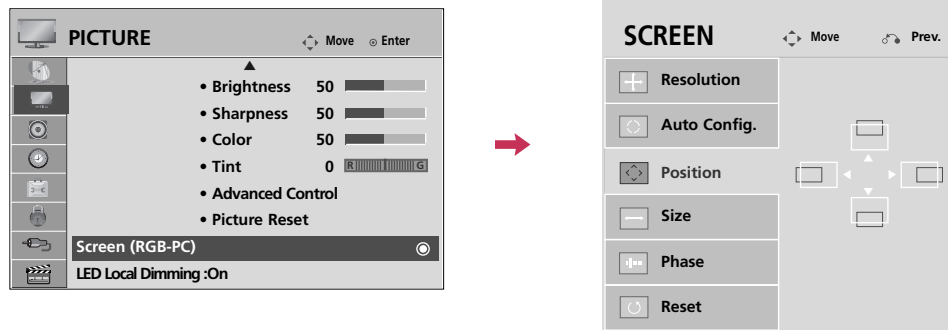 PICTURE
Move
Enter
• Brightness 50
• Sharpness 50
• Color 50
• Tint 0 R G
• Advanced Control
• Picture Reset
Screen (RGB-PC)
LED Local Dimming :On
SCREEN
Move
Prev.
Resolution
Auto Config.
Position
Size
Phase
Reset